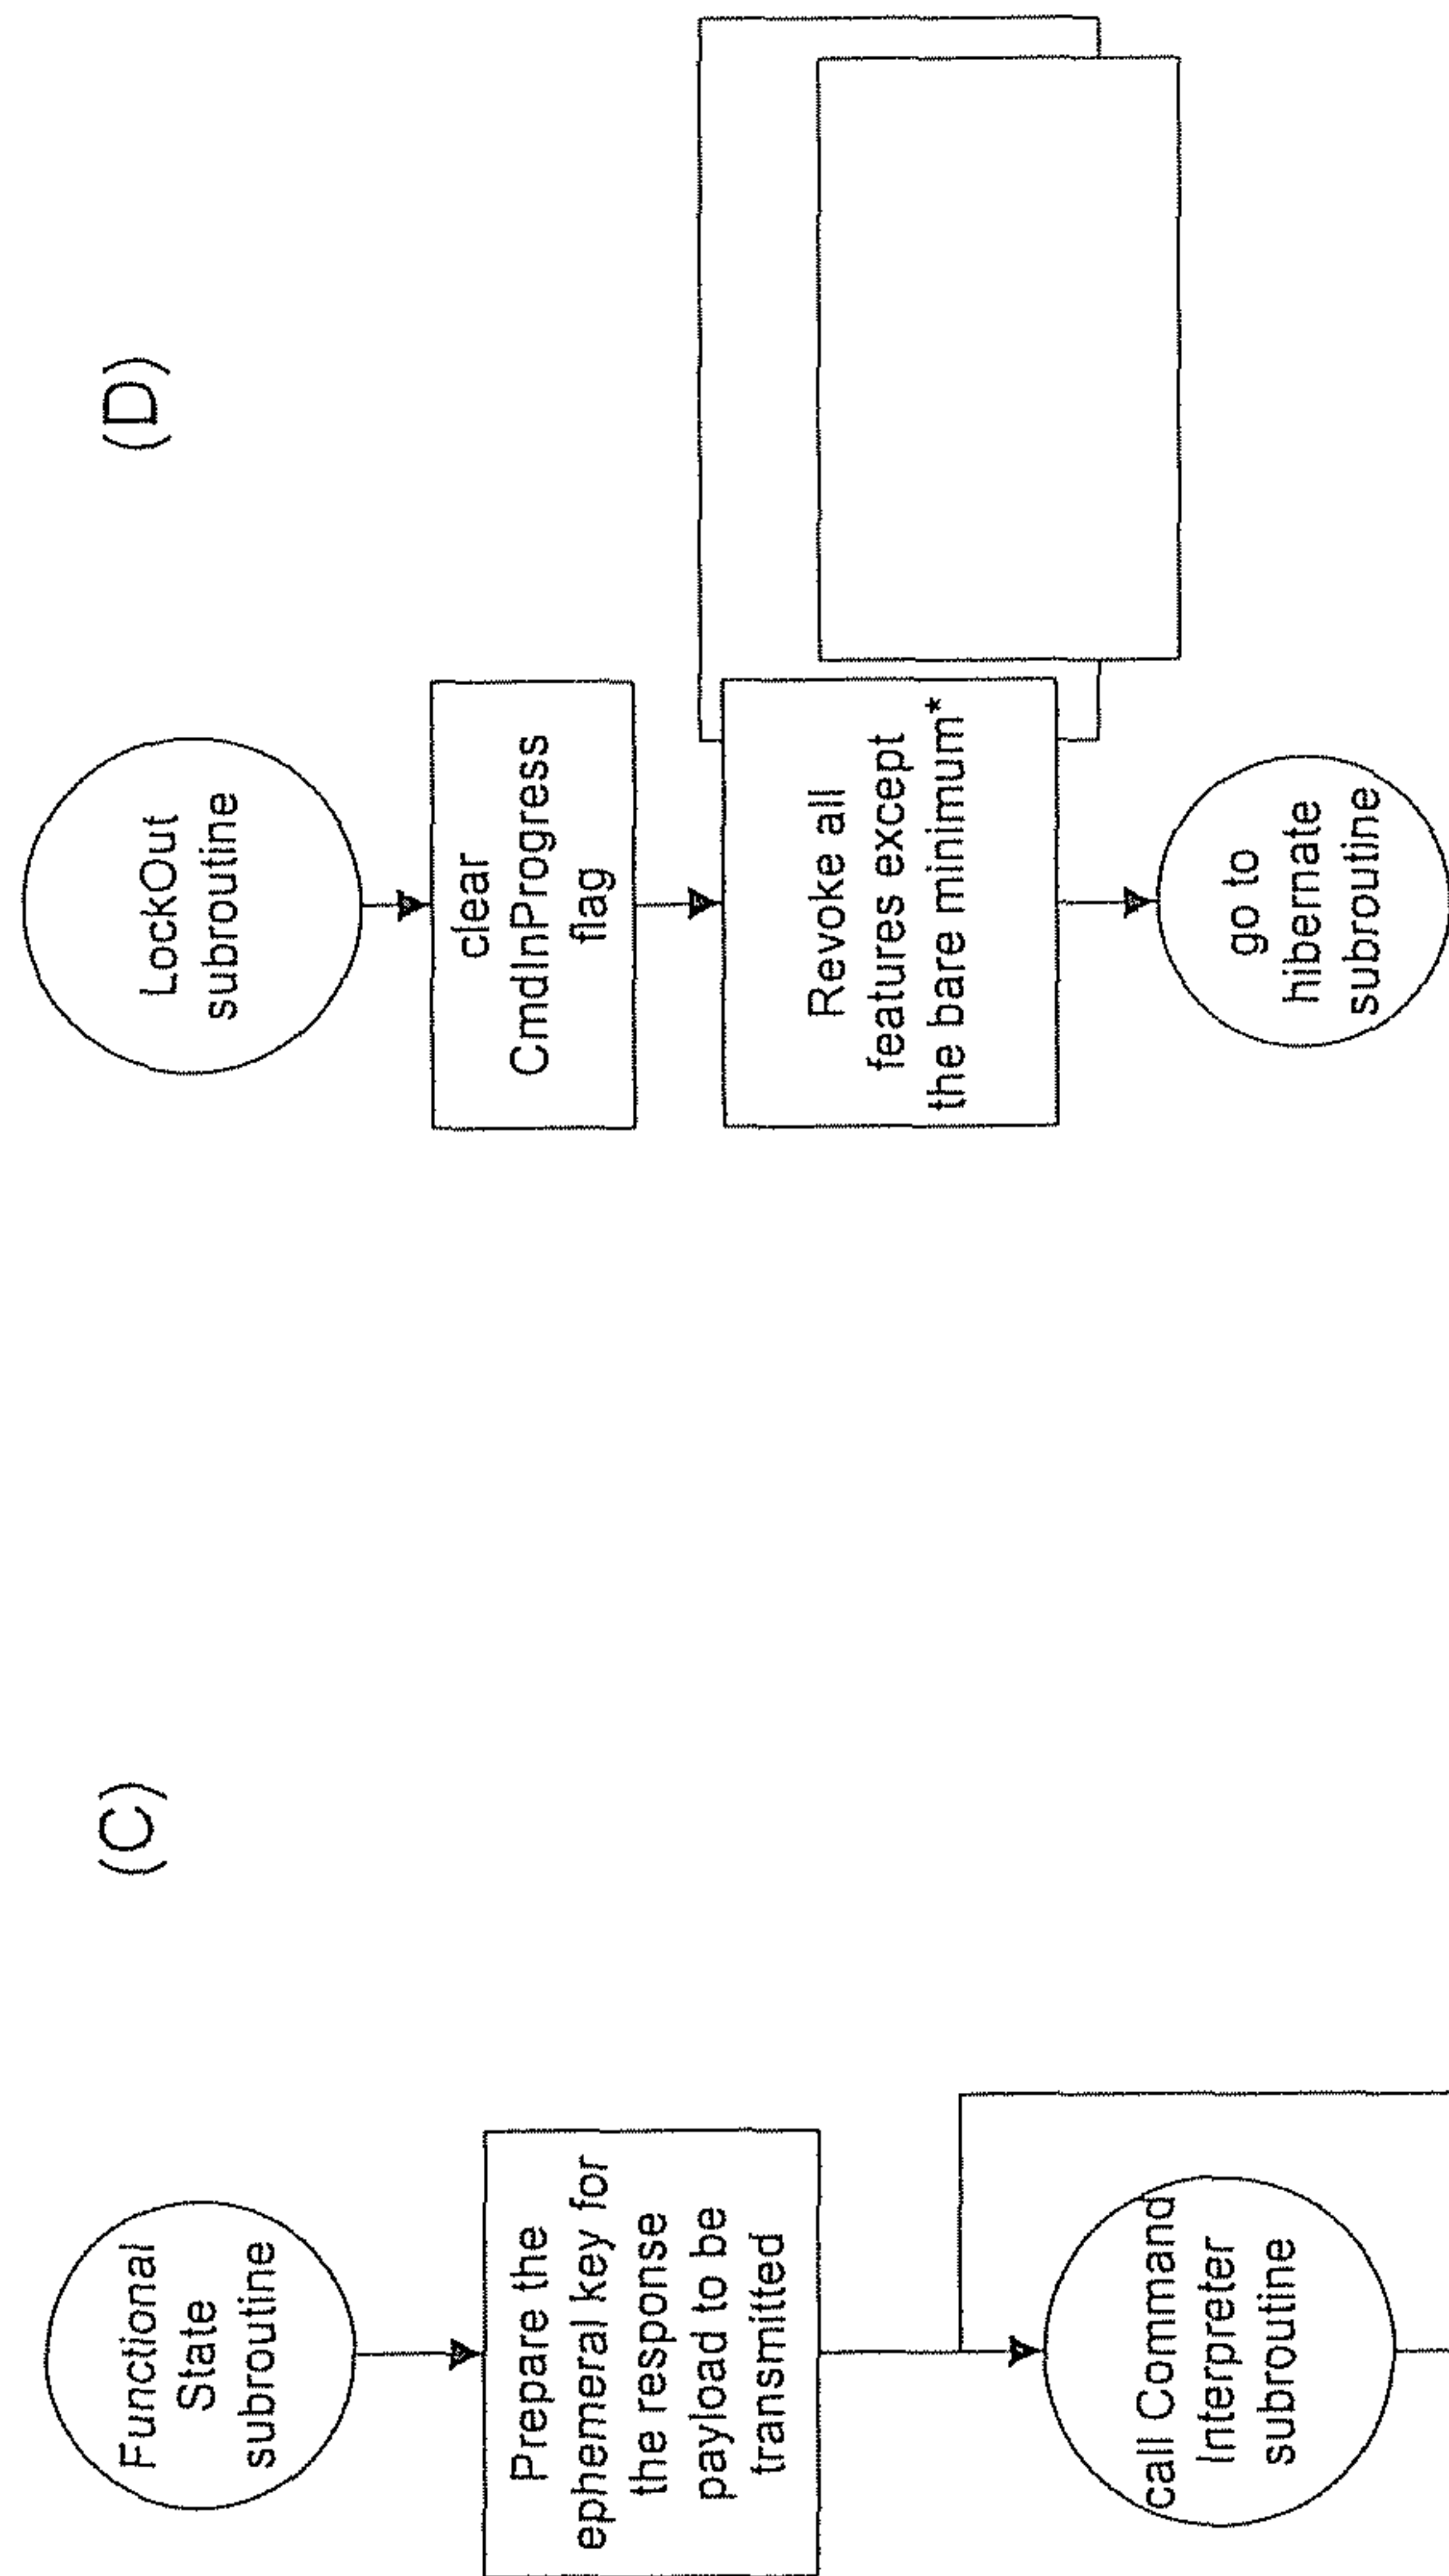 (C)
Functional
State
subroutine
Prepare the
ephemeral key for
the response
payload to be
transmitted
call Command
Interpreter
subroutine
(D)
LockOut
subroutine
clear
CmdInProgress
flag
Revoke all
features except
the bare minimum*
go to
hibernate
subroutine